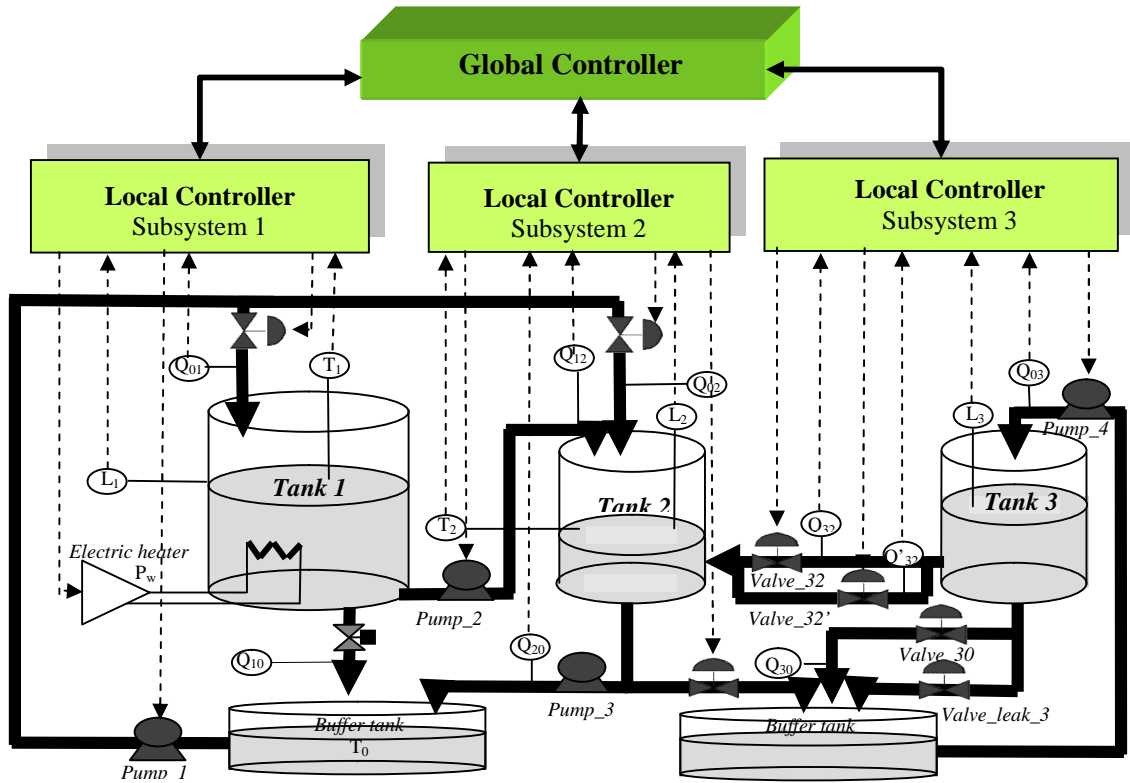 Global Controller
Local Controller
Subsystem 1
Local Controller
Subsystem 2
Local Controller
Subsystem 3
Q01
T1
Q12
Q02
Q03
L2
L3
Pump_4
L1
Tank 1
Tank 2
Tank 3
T2
O32
O'32
Electric heater
Pw
Valve_32
Pump_2
Valve_32'
Q10
Q20
Q30
Valve_30
Pump_3
Valve_leak_3
Buffer tank
T0
Buffer tank
Pump_1